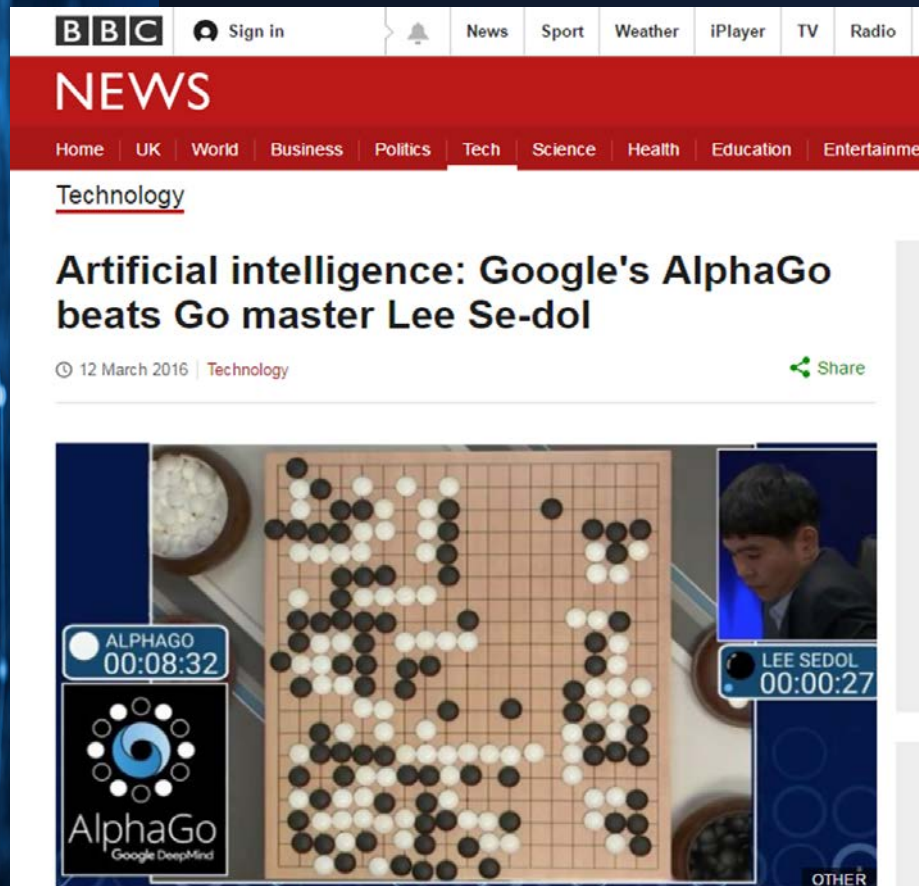 BBC
Sign in
News
Sport
Weather
iPlayer
TV
Radio
NEWS
Home
UK
World
Business
Politics
Tech
Science
Health
Education
Entertainme
Technology
Artificial intelligence: Google's AlphaGo
beats Go master Lee Se-dol
12 March 2016
Technology
Share
ALPHAGO
00:08:32
LEE SEDOL
00:00:27
AlphaGo
Google DeepMind
OTHER